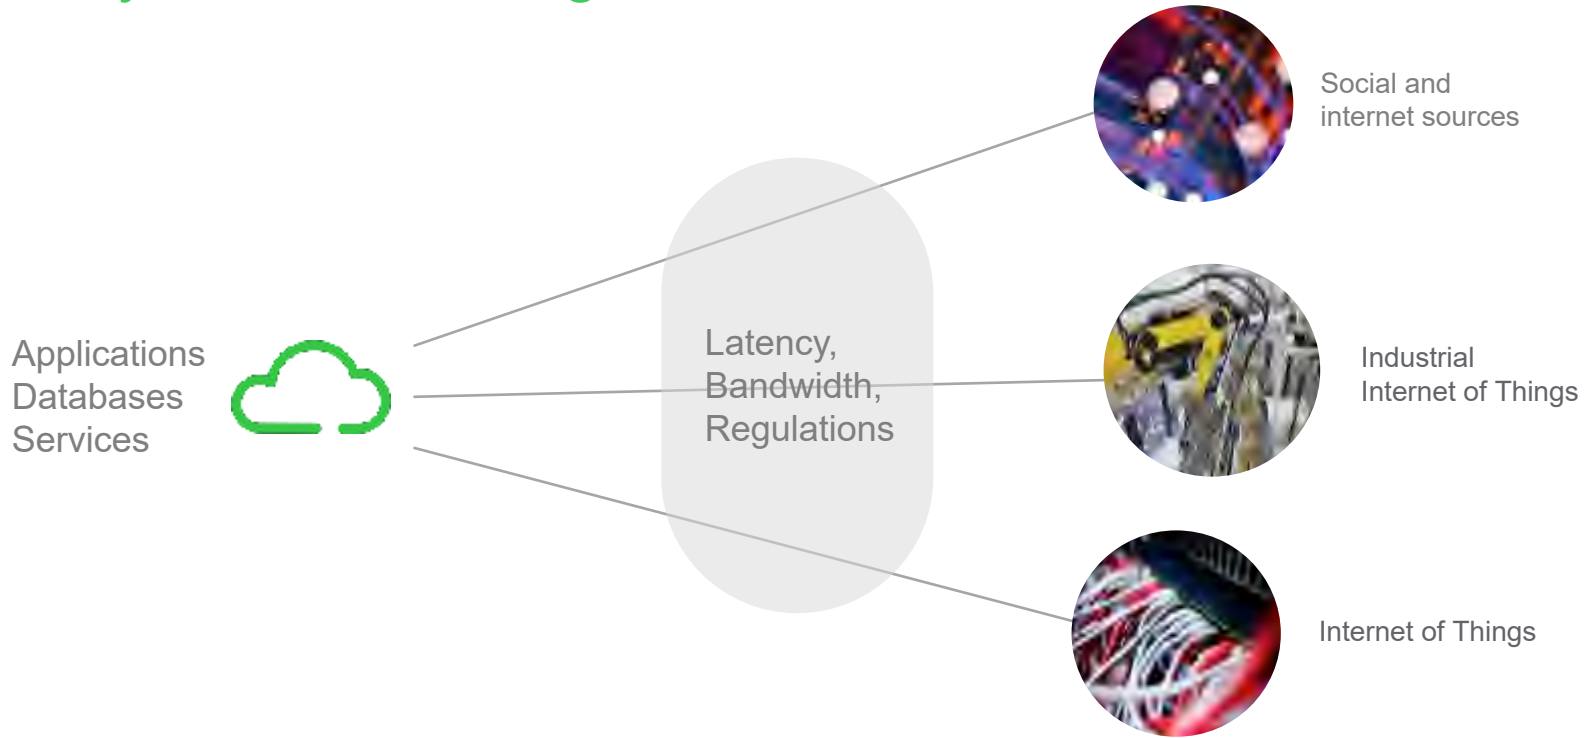 Applications
Databases
Services
Latency,
Bandwidth,
Regulations
Social and
internet sources
Industrial
Internet of Things
Internet of Things